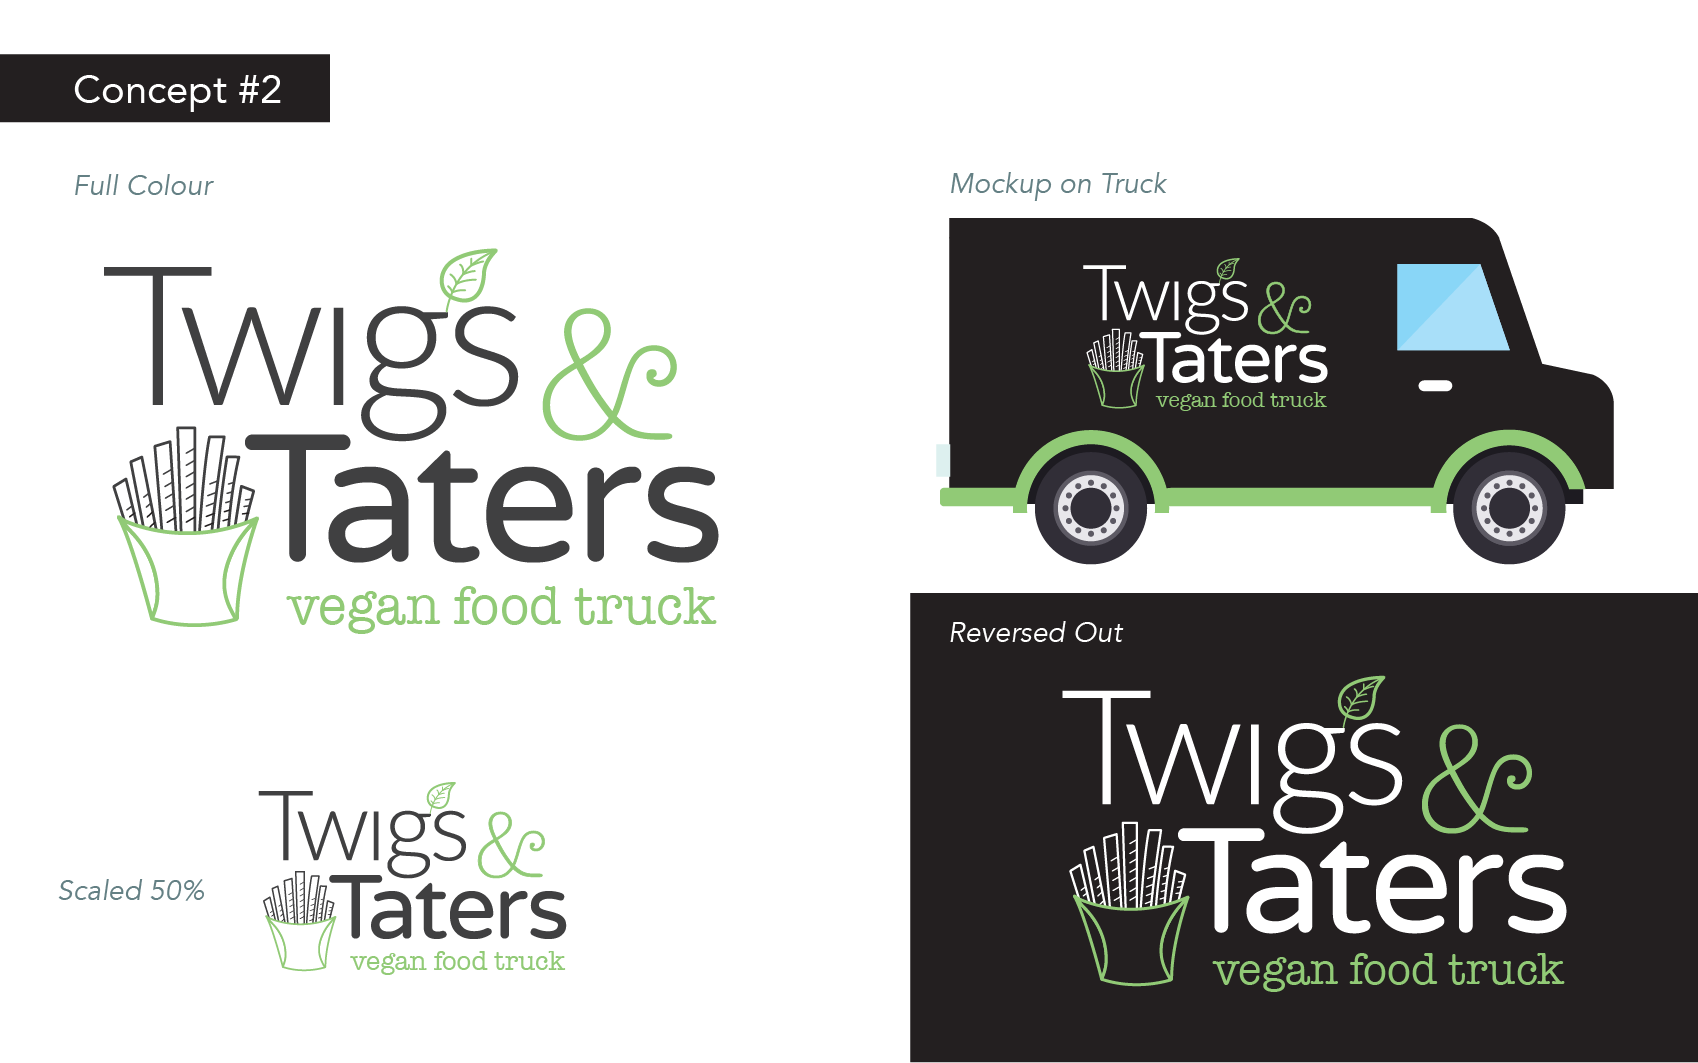 Concept #2
Full Colour
Twigs &
Taters
vegan food truck
Mockup on Truck
Twigs &
Taters
vegan food truck
Scaled 50%
Twigs &
Taters
vegan food truck
Reversed Out
Twigs &
Taters
vegan food truck